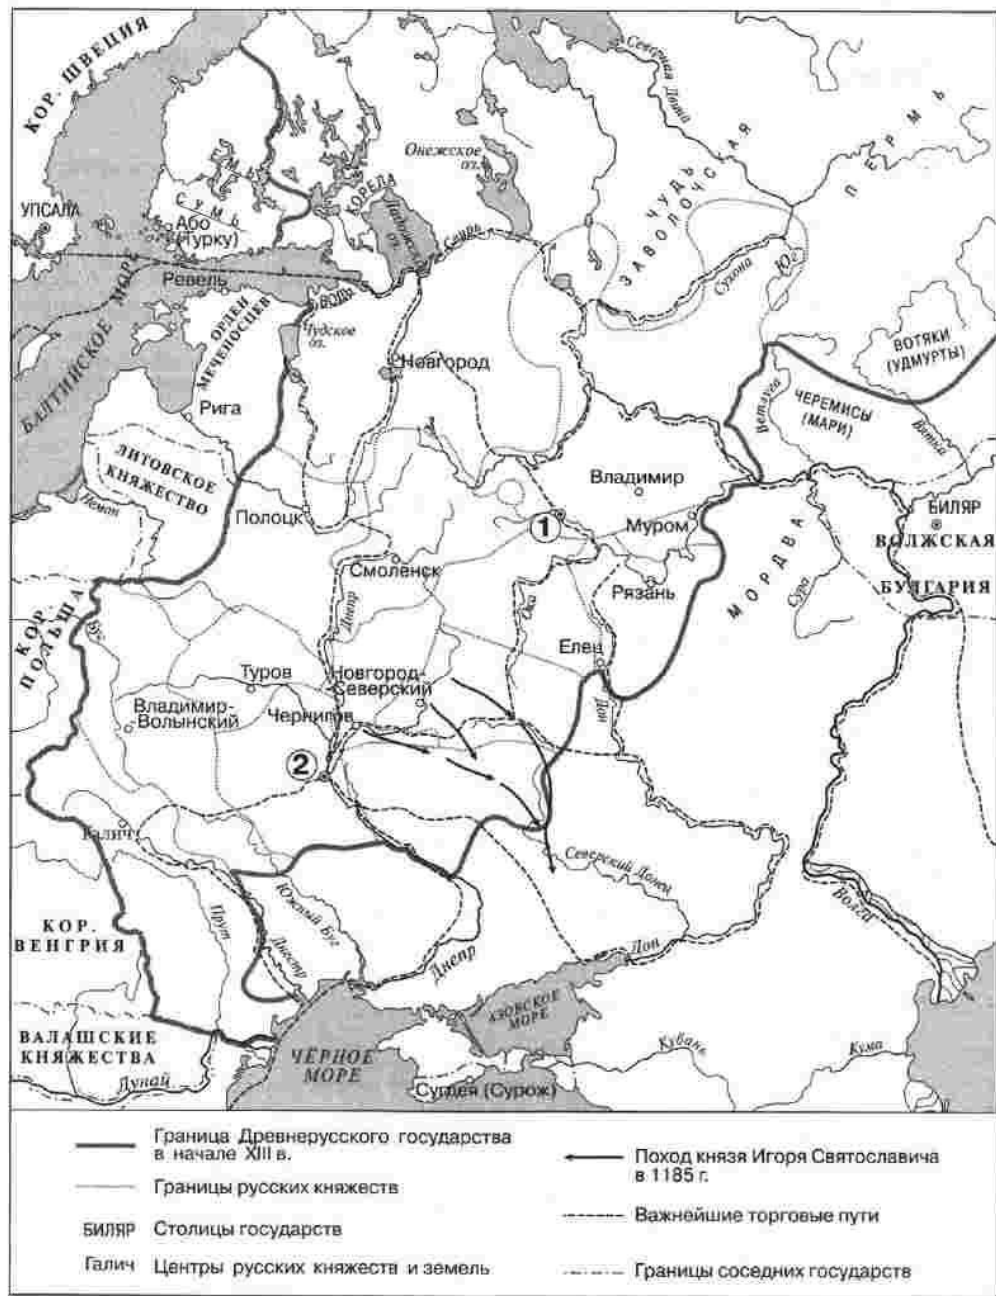 КОР. ШВЕЦИЯ
Северная Двина
ПЕРМЬ
ЧУДЬ
ЗАВОЛОЧСКАЯ
Онежское
оз.
КОРЕЛА
Ладожское
оз.
Свирь
СУМЬ
УПСАЛА
Або
(Турку)
Сухона
Юг
Ревель
ВОДЬ
БАЛТИЙСКОЕ МОРЕ
ОРДЕН
МЕЧЕНОСЦЕВ
Чудское
оз.
Новгород
ВОТЯКИ
(УДМУРТЫ)
Ветлуга
ЧЕРЕМИСЫ
(МАРИ)
Вятка
Рига
ЛИТОВСКОЕ
КНЯЖЕСТВО
Неман
Полоцк
Владимир
1
Муром
БИЛЯР
ВОЛЖСКАЯ
БУЛГАРИЯ
МОРДВА
Сура
Смоленск
Рязань
Днепр
Ока
КОР.
ПОЛЬША
Буг
Елец
Туров
Новгород-
Северский
Владимир-
Волынский
Чернигов
Дон
2
Галич
Северский Донец
Южный Буг
Волга
КОР.
ВЕНГРИЯ
Прут
Днестр
Днепр
Дон
АЗОВСКОЕ
МОРЕ
ВАЛАШСКИЕ
КНЯЖЕСТВА
Дунай
ЧЁРНОЕ
МОРЕ
Кубань
Кума
Сугдея (Сурож)
Граница Древнерусского государства
в начале XIII в.
Границы русских княжеств
БИЛЯР Столицы государств
Галич Центры русских княжеств и земель
Поход князя Игоря Святославича
в 1185 г.
Важнейшие торговые пути
Границы соседних государств